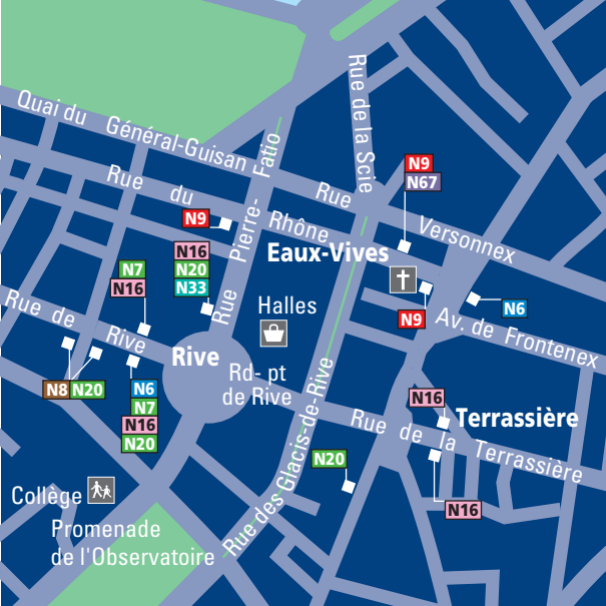 Quai du Général-Guisan
Rue de la Scie
Rue Pierre-Fatio
Rue du Rhône
Rue Versonnex
N9
N67
N9
N16
N20
N33
Eaux-Vives
N7
N16
N6
N9
Halles
Av. de Frontenex
Rue de Rive
Rive
Rd-pt
de Rive
N8 N20
N6
N7
N16
N20
N16
Terrassière
Rue de la Terrassière
Rue des Glacis-de-Rive
N20
N16
Collège
Promenade
de l'Observatoire